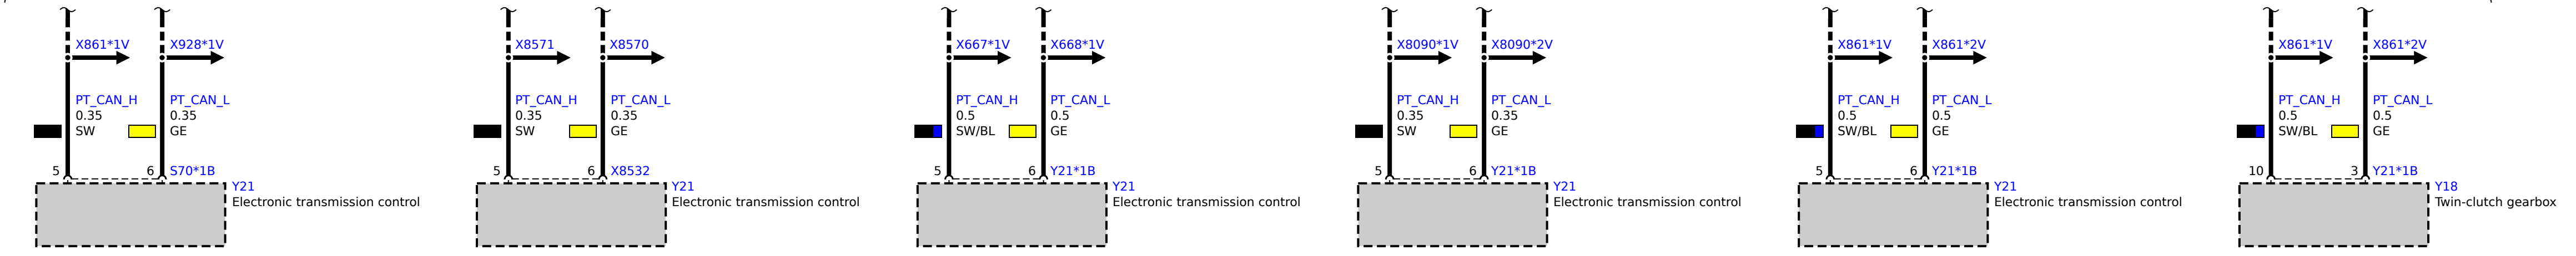 X861*1V X928*1V X8571 X8570 X667*1V X668*1V X8090*1V X8090*2V X861*1V X861*2V X861*1V X861*2V
PT_CAN_H PT_CAN_L PT_CAN_H PT_CAN_L PT_CAN_H PT_CAN_L PT_CAN_H PT_CAN_L PT_CAN_H PT_CAN_L PT_CAN_H PT_CAN_L
0.35 0.35 0.35 0.35 0.5 0.5 0.35 0.35 0.5 0.5 0.5 0.5
SW GE SW GE SW/BL GE SW GE SW/BL GE SW/BL GE
5 6 S70*1B 5 6 X8532 5 6 Y21*1B 5 6 Y21*1B 5 6 Y21*1B 10 3 Y21*1B
Y21 Y21 Y21 Y21 Y21 Y18
Electronic transmission control Electronic transmission control Electronic transmission control Electronic transmission control Electronic transmission control Twin-clutch gearbox